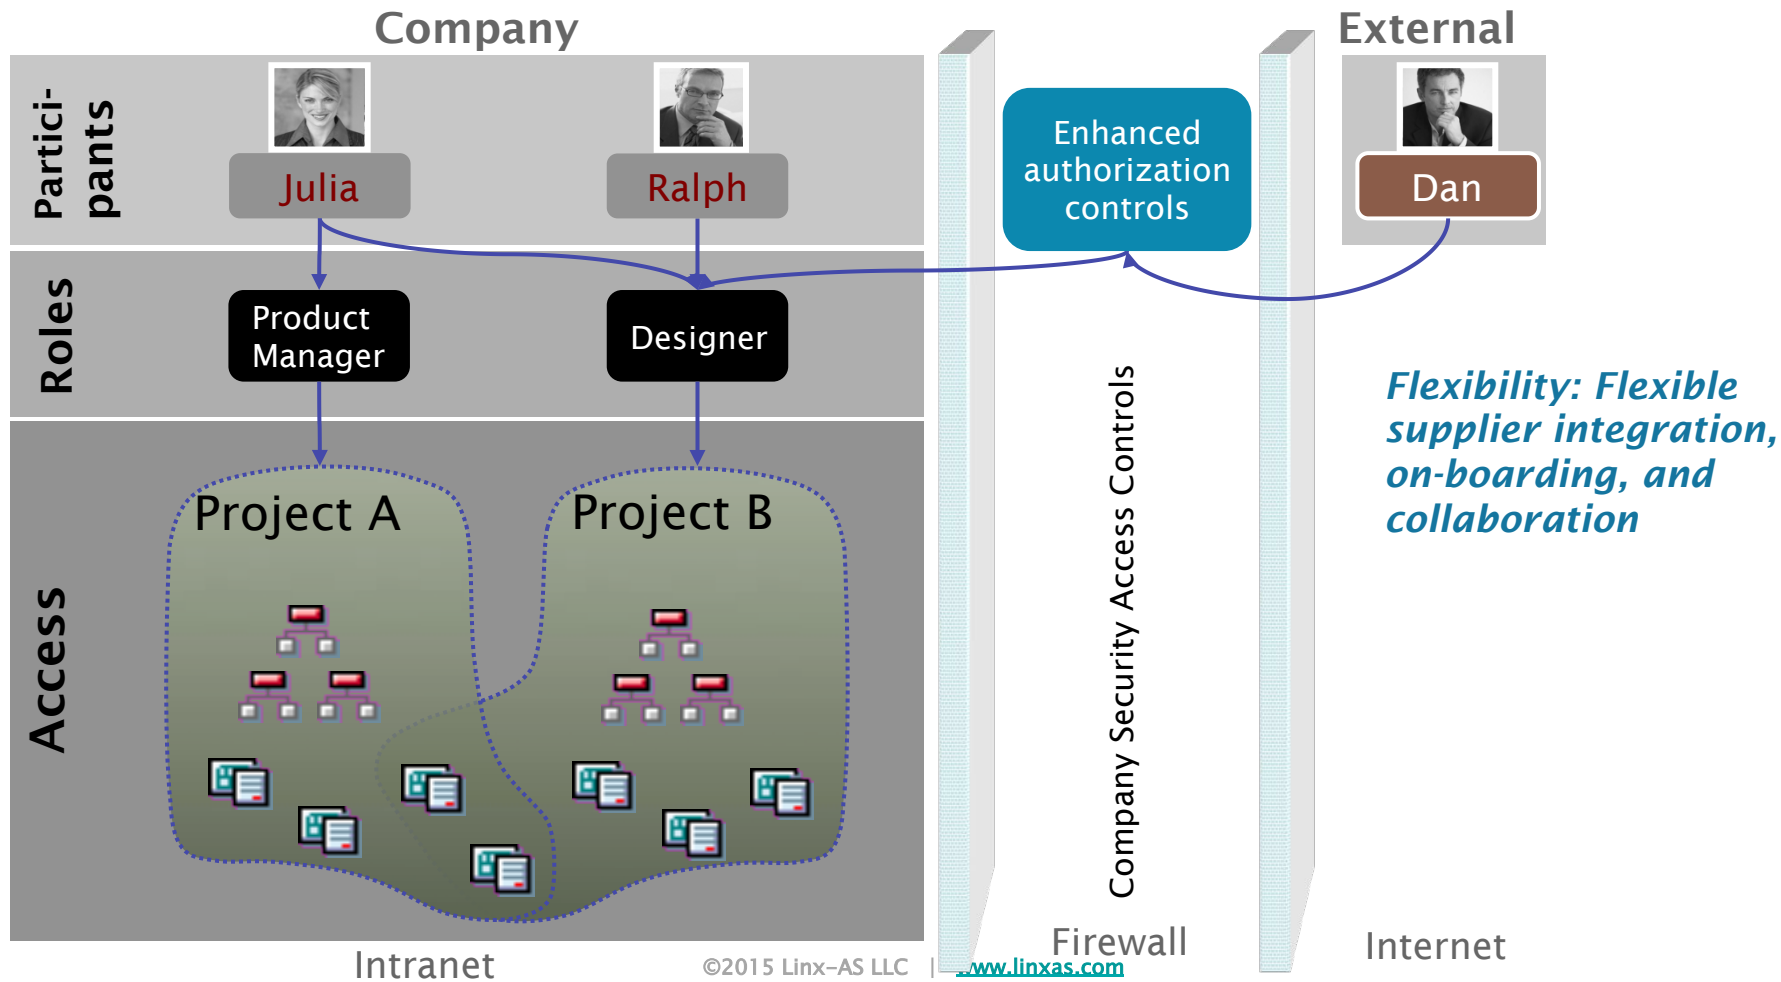 Company
External
Partici-
pants
Julia
Ralph
Enhanced
authorization
controls
Dan
Roles
Product
Manager
Designer
Flexibility: Flexible
supplier integration,
on-boarding, and
collaboration
Company Security Access Controls
Access
Project A
Project B
Intranet
Firewall
Internet
©2015 Linx-AS LLC | www.linxas.com